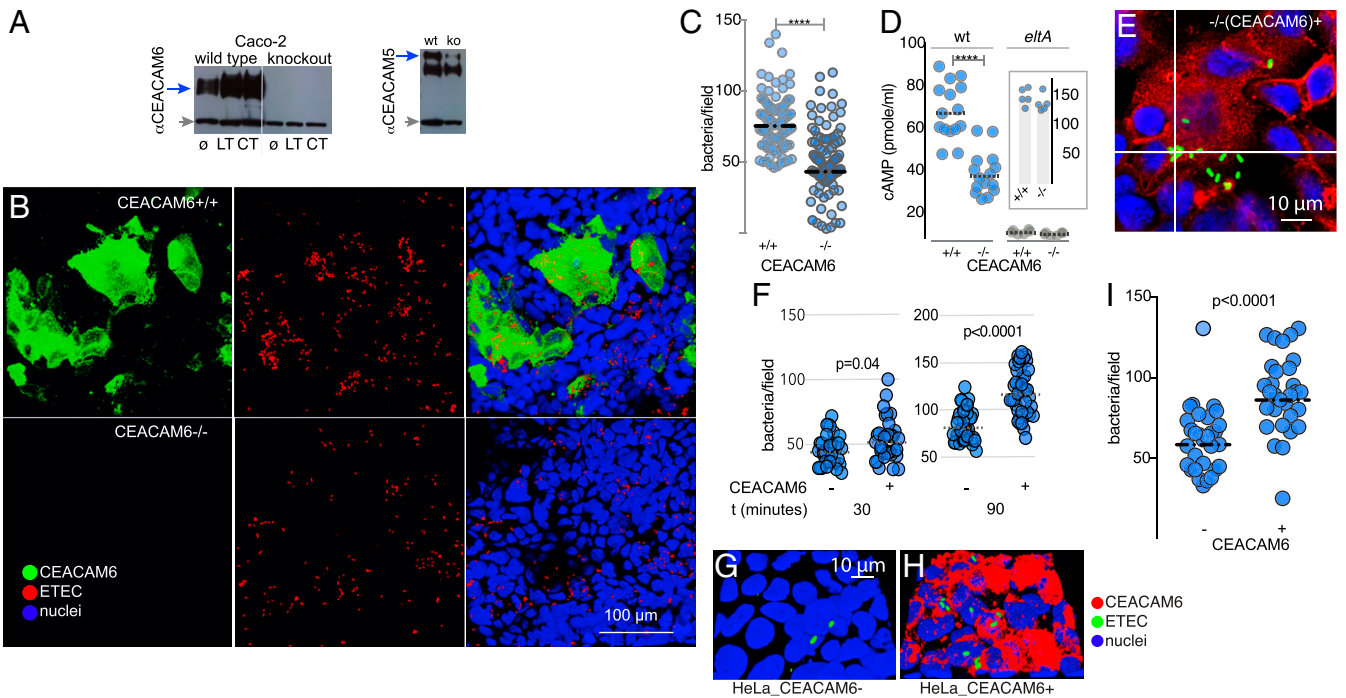 A
Caco-2
wild type knockout
αCEACAM6
ø LT CT ø LT CT
wt ko
αCEACAM5
B
CEACAM6+/+
CEACAM6-/-
CEACAM6
ETEC
nuclei
100 µm
C
150
100
50
bacteria/field
****
+/+ -/-
CEACAM6
D
wt eltA
100
80
60
40
20
cAMP (pmole/ml)
****
150
100
50
+/+ -/-
+/+ -/- +/+ -/-
CEACAM6
E
-/-(CEACAM6)+
10 µm
F
150
100
50
bacteria/field
p=0.04
200
150
100
50
p<0.0001
CEACAM6 - + - +
t (minutes) 30 90
G
10 µm
HeLa_CEACAM6-
H
HeLa_CEACAM6+
CEACAM6
ETEC
nuclei
I
150
100
50
bacteria/field
p<0.0001
- +
CEACAM6